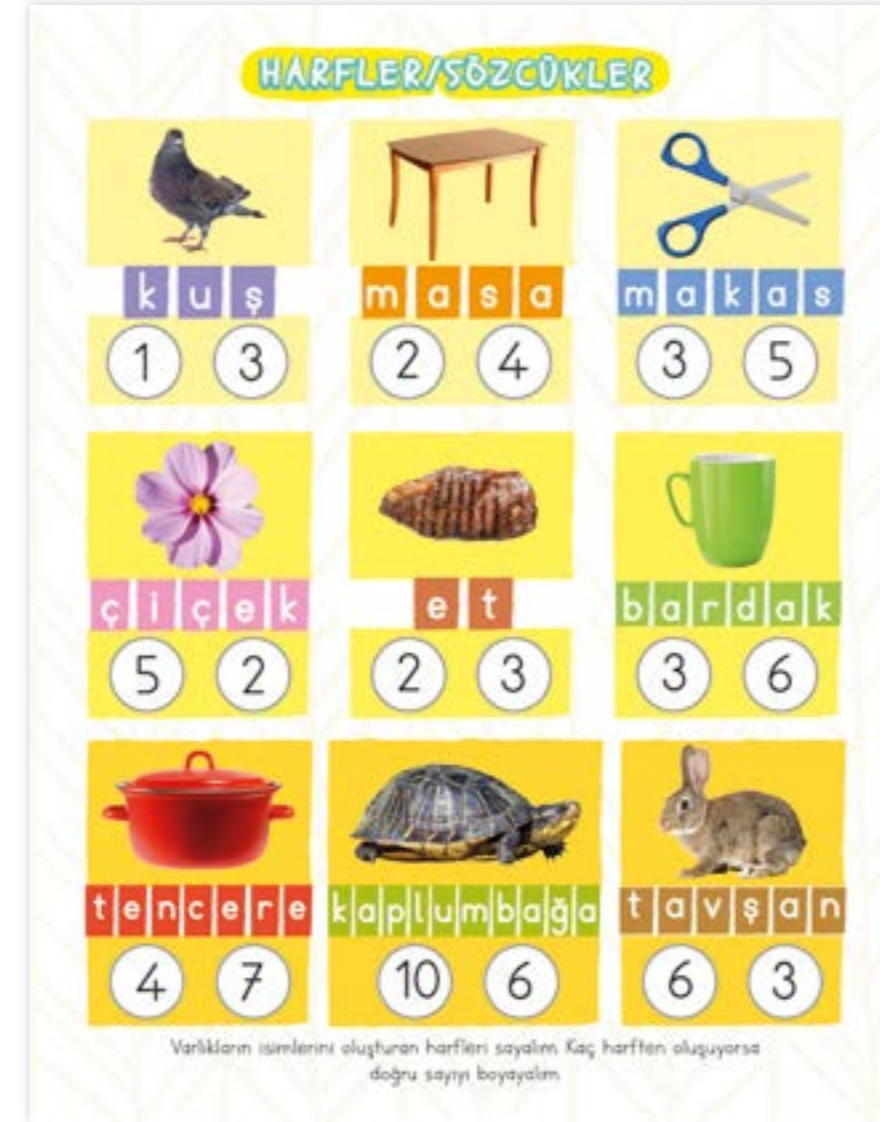 HARFLER/SÖZCÜKLER
kuş masa makas
1 3 2 4 3 5
çiçek et bardak
5 2 2 3 3 6
tencere kaplumbağa tavşan
4 7 10 6 6 3
Varlıkların isimlerini oluşturan harfleri sayalım. Kaç harften oluşuyorsa
doğru sayıyı boyayalım.